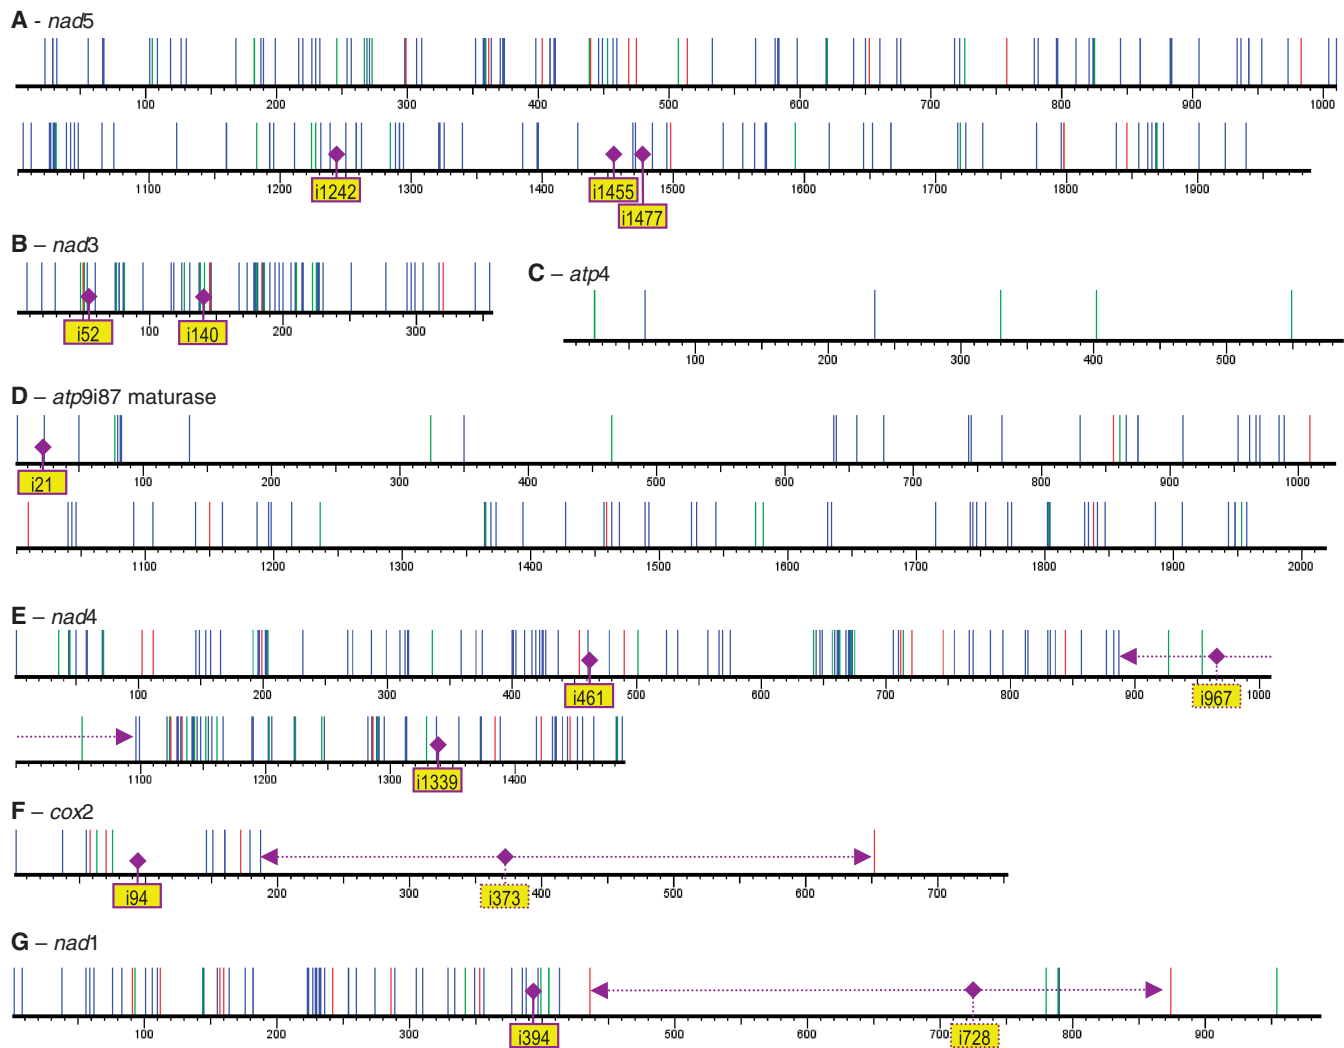 A - nad5
100 200 300 400 500 600 700 800 900 1000
1100 1200 1300 1400 1500 1600 1700 1800 1900
i1242 i1455
i1477
B – nad3
100 200 300
i52 i140
C – atp4
100 200 300 400 500
D – atp9i87 maturase
i21 100 200 300 400 500 600 700 800 900 1000
1100 1200 1300 1400 1500 1600 1700 1800 1900 2000
E – nad4
100 200 300 400 500 600 700 800 900 1000
i461 i967
1100 1200 1300 1400
i1339
F – cox2
200 300 400 500 600 700
i94 i373
G – nad1
100 200 300 500 600 700 800 900
i394 i728